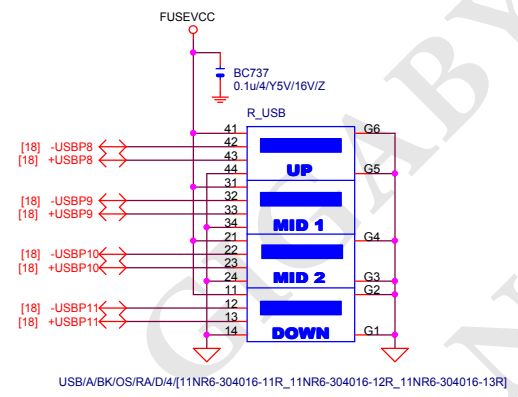 FUSEVCC
BC737
0.1u/4/Y5V/16V/Z
R_USB
41 G6
[18] -USBP8 42
[18] +USBP8 43
UP
44 G5
31
[18] -USBP9 32
[18] +USBP9 33
MID 1
34
21 G4
[18] -USBP10 22
[18] +USBP10 23
MID 2
24 G3
11 G2
[18] -USBP11 12
[18] +USBP11 13
DOWN
14 G1
USB/A/BK/OS/RA/D/4/[11NR6-304016-11R_11NR6-304016-12R_11NR6-304016-13R]
GIGABY
N